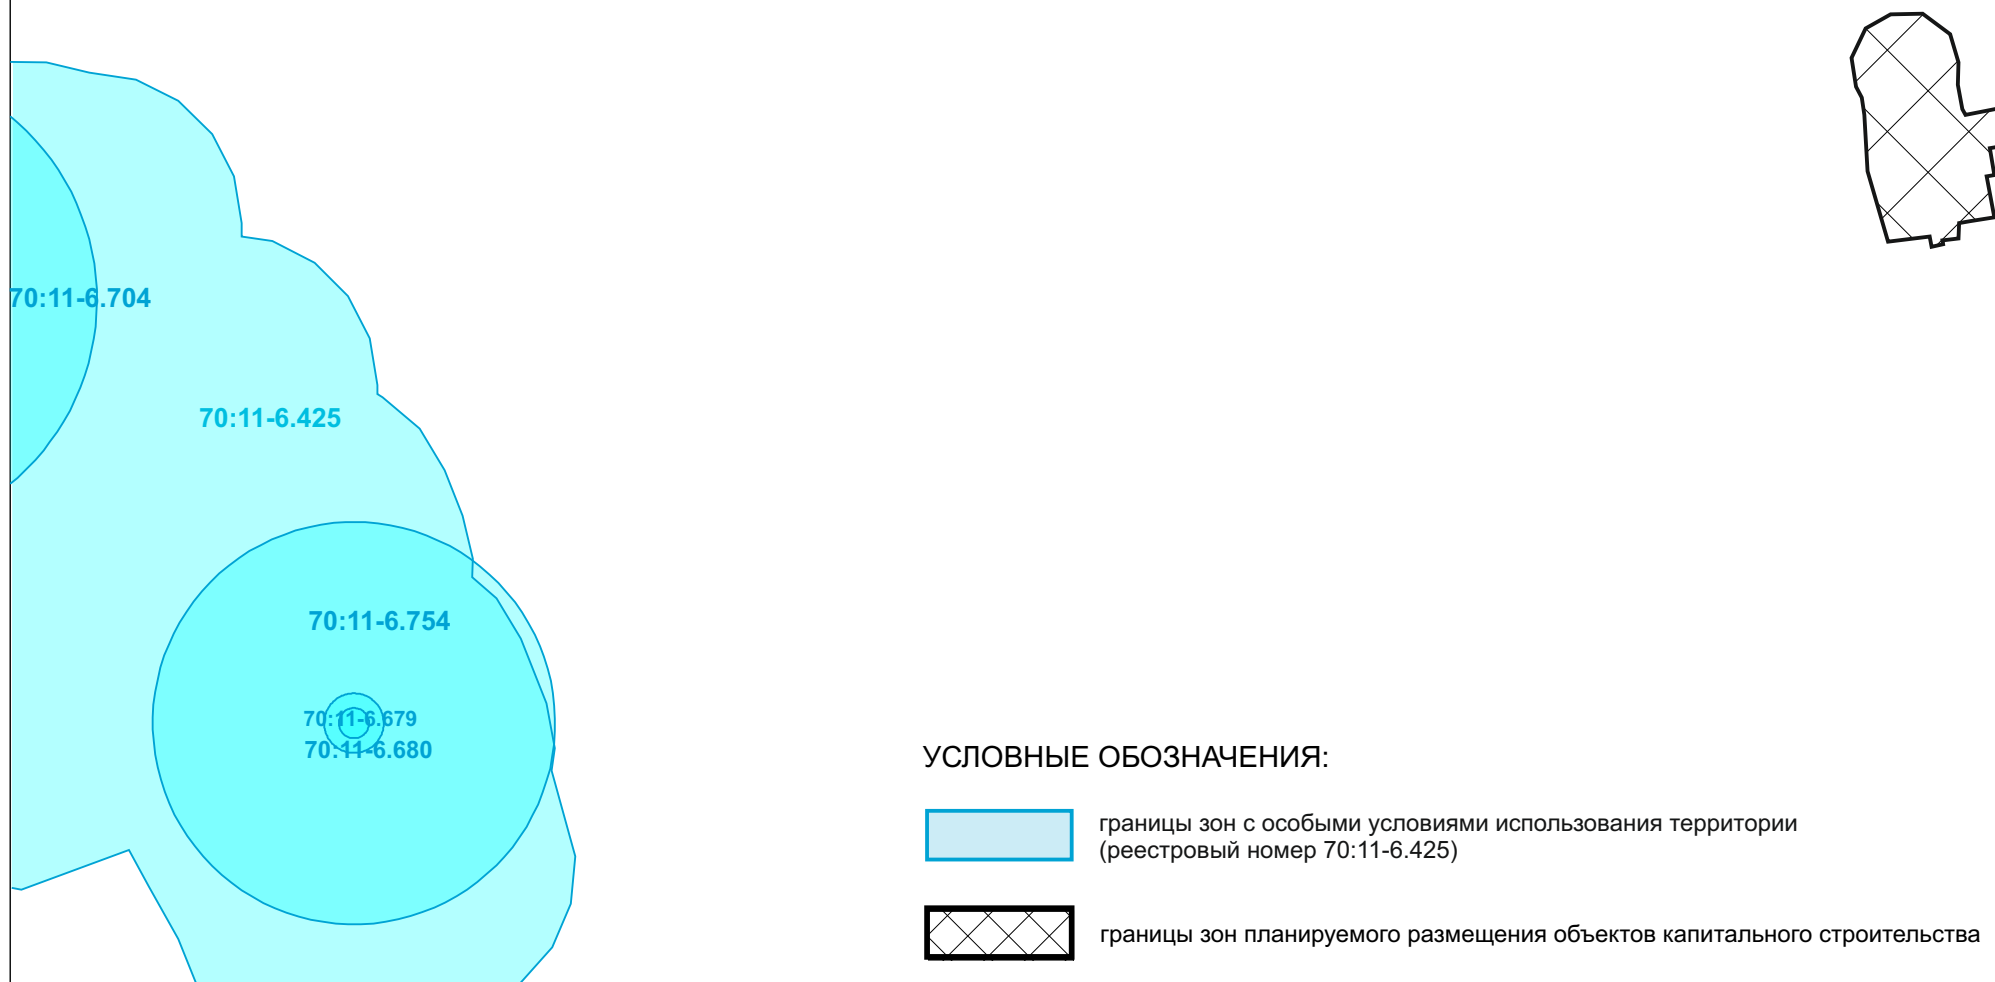 70:11-6.704
70:11-6.425
70:11-6.754
70:11-6.679
70:11-6.680
УСЛОВНЫЕ ОБОЗНАЧЕНИЯ:
границы зон с особыми условиями использования территории
(реестровый номер 70:11-6.425)
границы зон планируемого размещения объектов капитального строительства